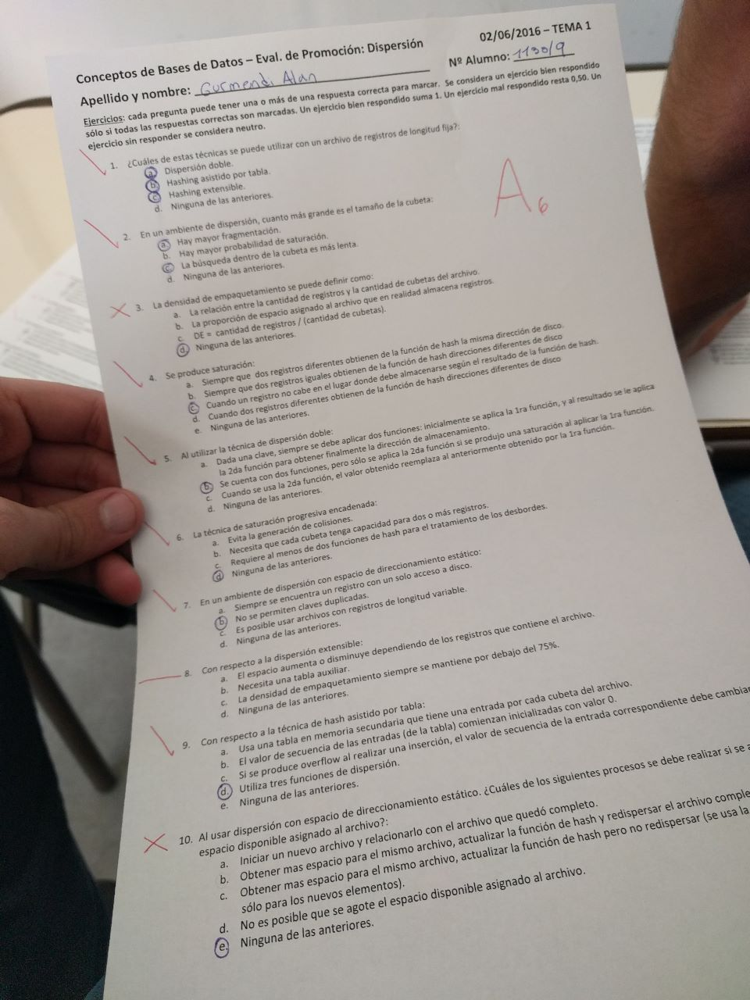 02/06/2016 – TEMA 1
Conceptos de Bases de Datos – Eval. de Promoción: Dispersión
Nº Alumno: 1130/9
Apellido y nombre: Gurmendi Alan
Ejercicios: cada pregunta puede tener una o más de una respuesta correcta para marcar. Se considera un ejercicio bien respondido
sólo si todas las respuestas correctas son marcadas. Un ejercicio bien respondido suma 1. Un ejercicio mal respondido resta 0,50. Un
ejercicio sin responder se considera neutro.
1. ¿Cuáles de estas técnicas se puede utilizar con un archivo de registros de longitud fija?:
a. Dispersión doble.
b. Hashing asistido por tabla.
c. Hashing extensible.
d. Ninguna de las anteriores.
A 6
2. En un ambiente de dispersión, cuanto más grande es el tamaño de la cubeta:
a. Hay mayor fragmentación.
b. Hay mayor probabilidad de saturación.
c. La búsqueda dentro de la cubeta es más lenta.
d. Ninguna de las anteriores.
3. La densidad de empaquetamiento se puede definir como:
a. La relación entre la cantidad de registros y la cantidad de cubetas del archivo.
b. La proporción de espacio asignado al archivo que en realidad almacena registros.
c. DE = cantidad de registros / (cantidad de cubetas).
d. Ninguna de las anteriores.
4. Se produce saturación:
a. Siempre que dos registros diferentes obtienen de la función de hash la misma dirección de disco.
b. Siempre que dos registros iguales obtienen de la función de hash direcciones diferentes de disco
c. Cuando un registro no cabe en el lugar donde debe almacenarse según el resultado de la función de hash.
d. Cuando dos registros diferentes obtienen de la función de hash direcciones diferentes de disco
e. Ninguna de las anteriores.
5. Al utilizar la técnica de dispersión doble:
a. Dada una clave, siempre se debe aplicar dos funciones: inicialmente se aplica la 1ra función, y al resultado se le aplica
la 2da función para obtener finalmente la dirección de almacenamiento.
b. Se cuenta con dos funciones, pero sólo se aplica la 2da función si se produjo una saturación al aplicar la 1ra función.
c. Cuando se usa la 2da función, el valor obtenido reemplaza al anteriormente obtenido por la 1ra función.
d. Ninguna de las anteriores.
6. La técnica de saturación progresiva encadenada:
a. Evita la generación de colisiones.
b. Necesita que cada cubeta tenga capacidad para dos o más registros.
c. Requiere al menos de dos funciones de hash para el tratamiento de los desbordes.
d. Ninguna de las anteriores.
7. En un ambiente de dispersión con espacio de direccionamiento estático:
a. Siempre se encuentra un registro con un solo acceso a disco.
b. No se permiten claves duplicadas.
c. Es posible usar archivos con registros de longitud variable.
d. Ninguna de las anteriores.
8. Con respecto a la dispersión extensible:
a. El espacio aumenta o disminuye dependiendo de los registros que contiene el archivo.
b. Necesita una tabla auxiliar.
c. La densidad de empaquetamiento siempre se mantiene por debajo del 75%.
d. Ninguna de las anteriores.
9. Con respecto a la técnica de hash asistido por tabla:
a. Usa una tabla en memoria secundaria que tiene una entrada por cada cubeta del archivo.
b. El valor de secuencia de las entradas (de la tabla) comienzan inicializadas con valor 0.
c. Si se produce overflow al realizar una inserción, el valor de secuencia de la entrada correspondiente debe cambiar
d. Utiliza tres funciones de dispersión.
e. Ninguna de las anteriores.
10. Al usar dispersión con espacio de direccionamiento estático. ¿Cuáles de los siguientes procesos se debe realizar si se a
espacio disponible asignado al archivo?:
a. Iniciar un nuevo archivo y relacionarlo con el archivo que quedó completo.
b. Obtener mas espacio para el mismo archivo, actualizar la función de hash y redispersar el archivo comple
c. Obtener mas espacio para el mismo archivo, actualizar la función de hash pero no redispersar (se usa la
sólo para los nuevos elementos).
d. No es posible que se agote el espacio disponible asignado al archivo.
e. Ninguna de las anteriores.